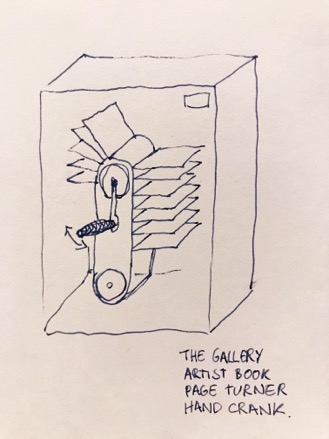 THE GALLERY
ARTIST BOOK
PAGE TURNER
HAND CRANK.